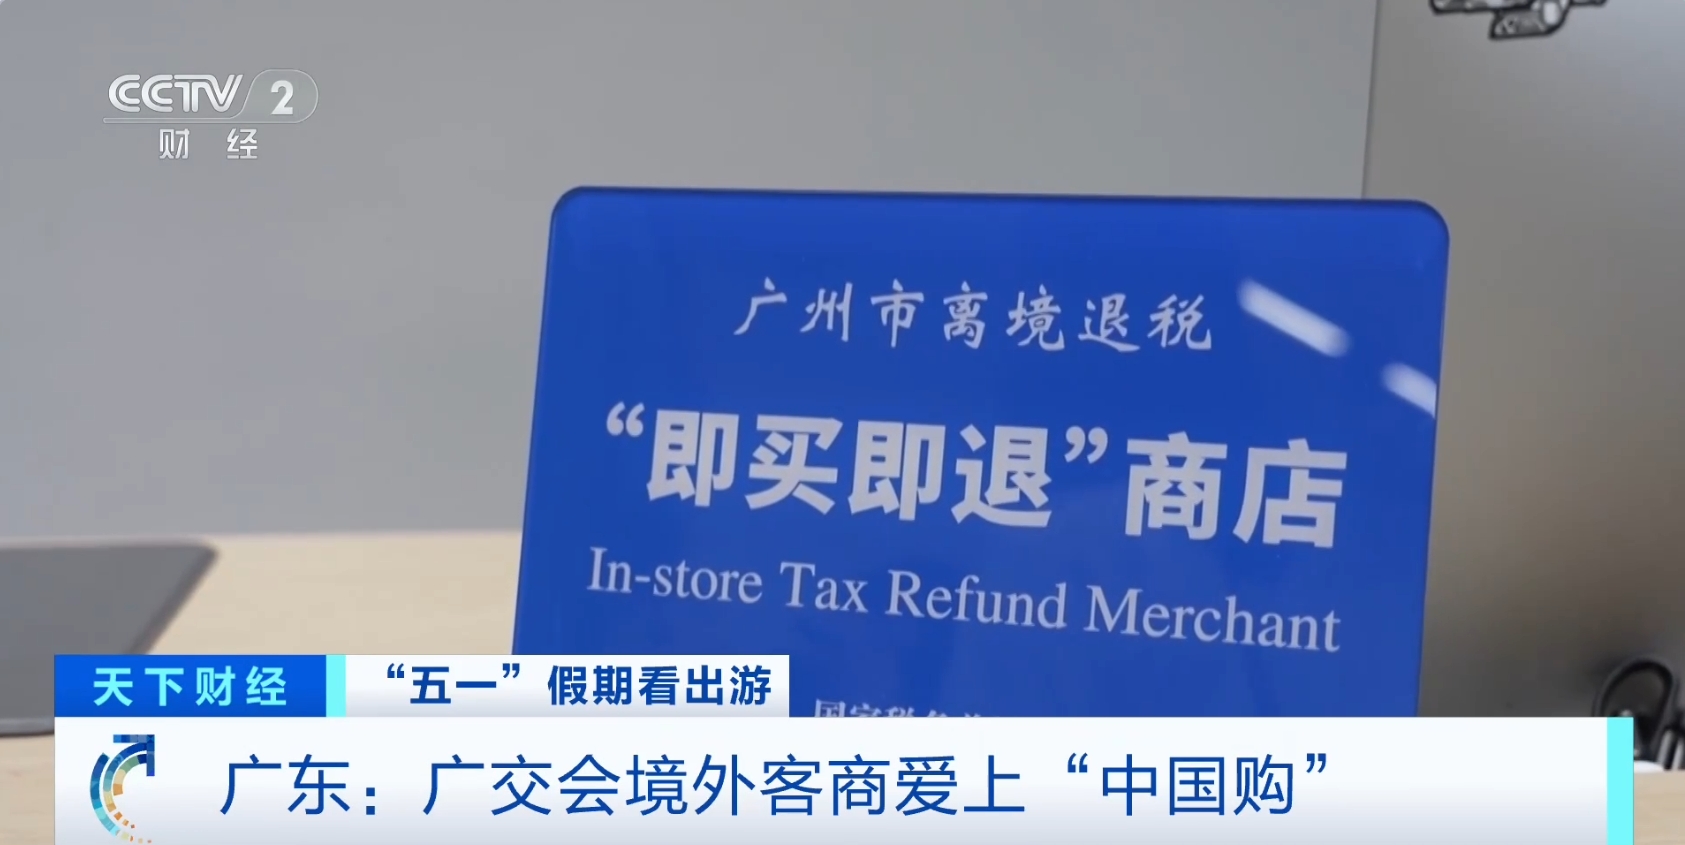 CCTV 2
财 经
广州市离境退税
“即买即退”商店
In-store Tax Refund Merchant
天下财经
“五一”假期看出游
广东：广交会境外客商爱上“中国购”